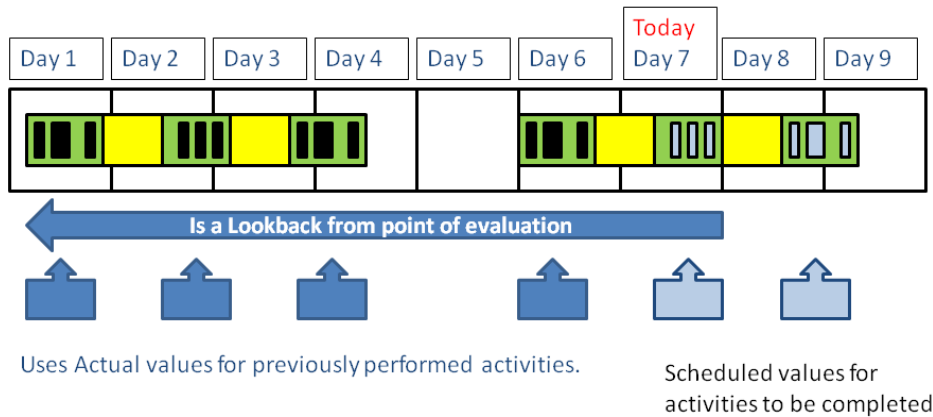 Today
Day 1
Day 2
Day 3
Day 4
Day 5
Day 6
Day 7
Day 8
Day 9
Is a Lookback from point of evaluation
Uses Actual values for previously performed activities.
Scheduled values for
activities to be completed